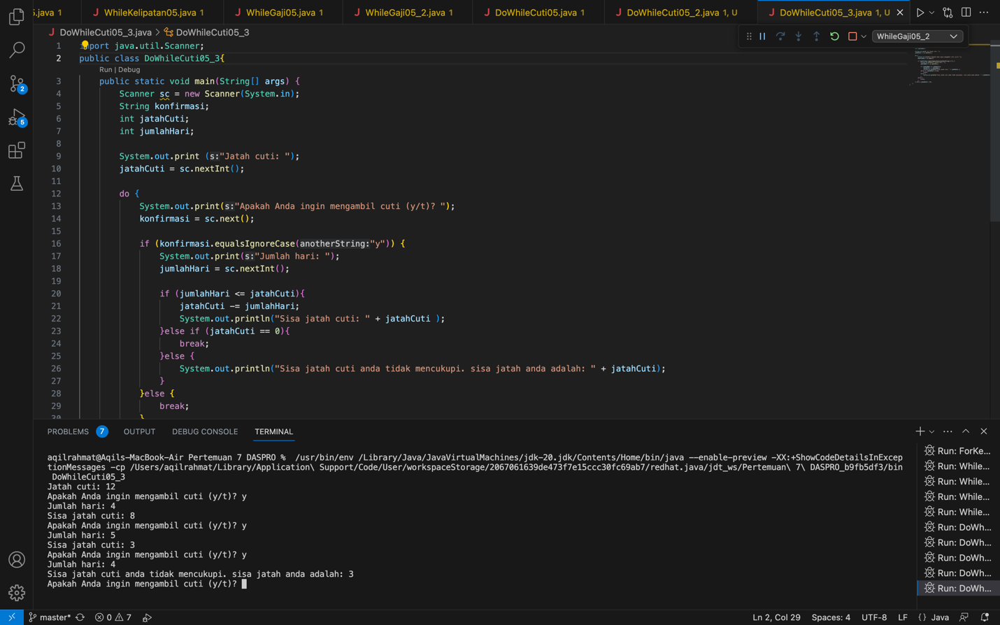 5.java 1
WhileKelipatan05.java 1
WhileGaji05.java 1
WhileGaji05_2.java 1
DoWhileCuti05.java 1
DoWhileCuti05_2.java 1, U
DoWhileCuti05_3.java 1, U
DoWhileCuti05_3.java > DoWhileCuti05_3
WhileGaji05_2
1 import java.util.Scanner;
2 public class DoWhileCuti05_3{
Run | Debug
3 public static void main(String[] args) {
4 Scanner sc = new Scanner(System.in);
5 String konfirmasi;
6 int jatahCuti;
7 int jumlahHari;
8
9 System.out.print (s:"Jatah cuti: ");
10 jatahCuti = sc.nextInt();
11
12 do {
13 System.out.print(s:"Apakah Anda ingin mengambil cuti (y/t)? ");
14 konfirmasi = sc.next();
15
16 if (konfirmasi.equalsIgnoreCase(anotherString:"y")) {
17 System.out.print(s:"Jumlah hari: ");
18 jumlahHari = sc.nextInt();
19
20 if (jumlahHari <= jatahCuti){
21 jatahCuti -= jumlahHari;
22 System.out.println("Sisa jatah cuti: " + jatahCuti );
23 }else if (jatahCuti == 0){
24 break;
25 }else {
26 System.out.println("Sisa jatah cuti anda tidak mencukupi. sisa jatah anda adalah: " + jatahCuti);
27 }
28 }else {
29 break;
30 }
2
5
PROBLEMS 7 OUTPUT DEBUG CONSOLE TERMINAL
aqilrahmat@Aqils-MacBook-Air Pertemuan 7 DASPRO % /usr/bin/env /Library/Java/JavaVirtualMachines/jdk-20.jdk/Contents/Home/bin/java --enable-preview -XX:+ShowCodeDetailsInExcep
tionMessages -cp /Users/aqilrahmat/Library/Application\ Support/Code/User/workspaceStorage/2067061639de473f7e15ccc30fc69ab7/redhat.java/jdt_ws/Pertemuan\ 7\ DASPRO_b9fb5df3/bin
DoWhileCuti05_3
Jatah cuti: 12
Apakah Anda ingin mengambil cuti (y/t)? y
Jumlah hari: 4
Sisa jatah cuti: 8
Apakah Anda ingin mengambil cuti (y/t)? y
Jumlah hari: 5
Sisa jatah cuti: 3
Apakah Anda ingin mengambil cuti (y/t)? y
Jumlah hari: 4
Sisa jatah cuti anda tidak mencukupi. sisa jatah anda adalah: 3
Apakah Anda ingin mengambil cuti (y/t)?
Run: ForKe...
Run: While...
Run: While...
Run: While...
Run: While...
Run: DoWh...
Run: DoWh...
Run: DoWh...
Run: DoWh...
Run: DoWh...
master* 0 7
Ln 2, Col 29 Spaces: 4 UTF-8 LF {} Java